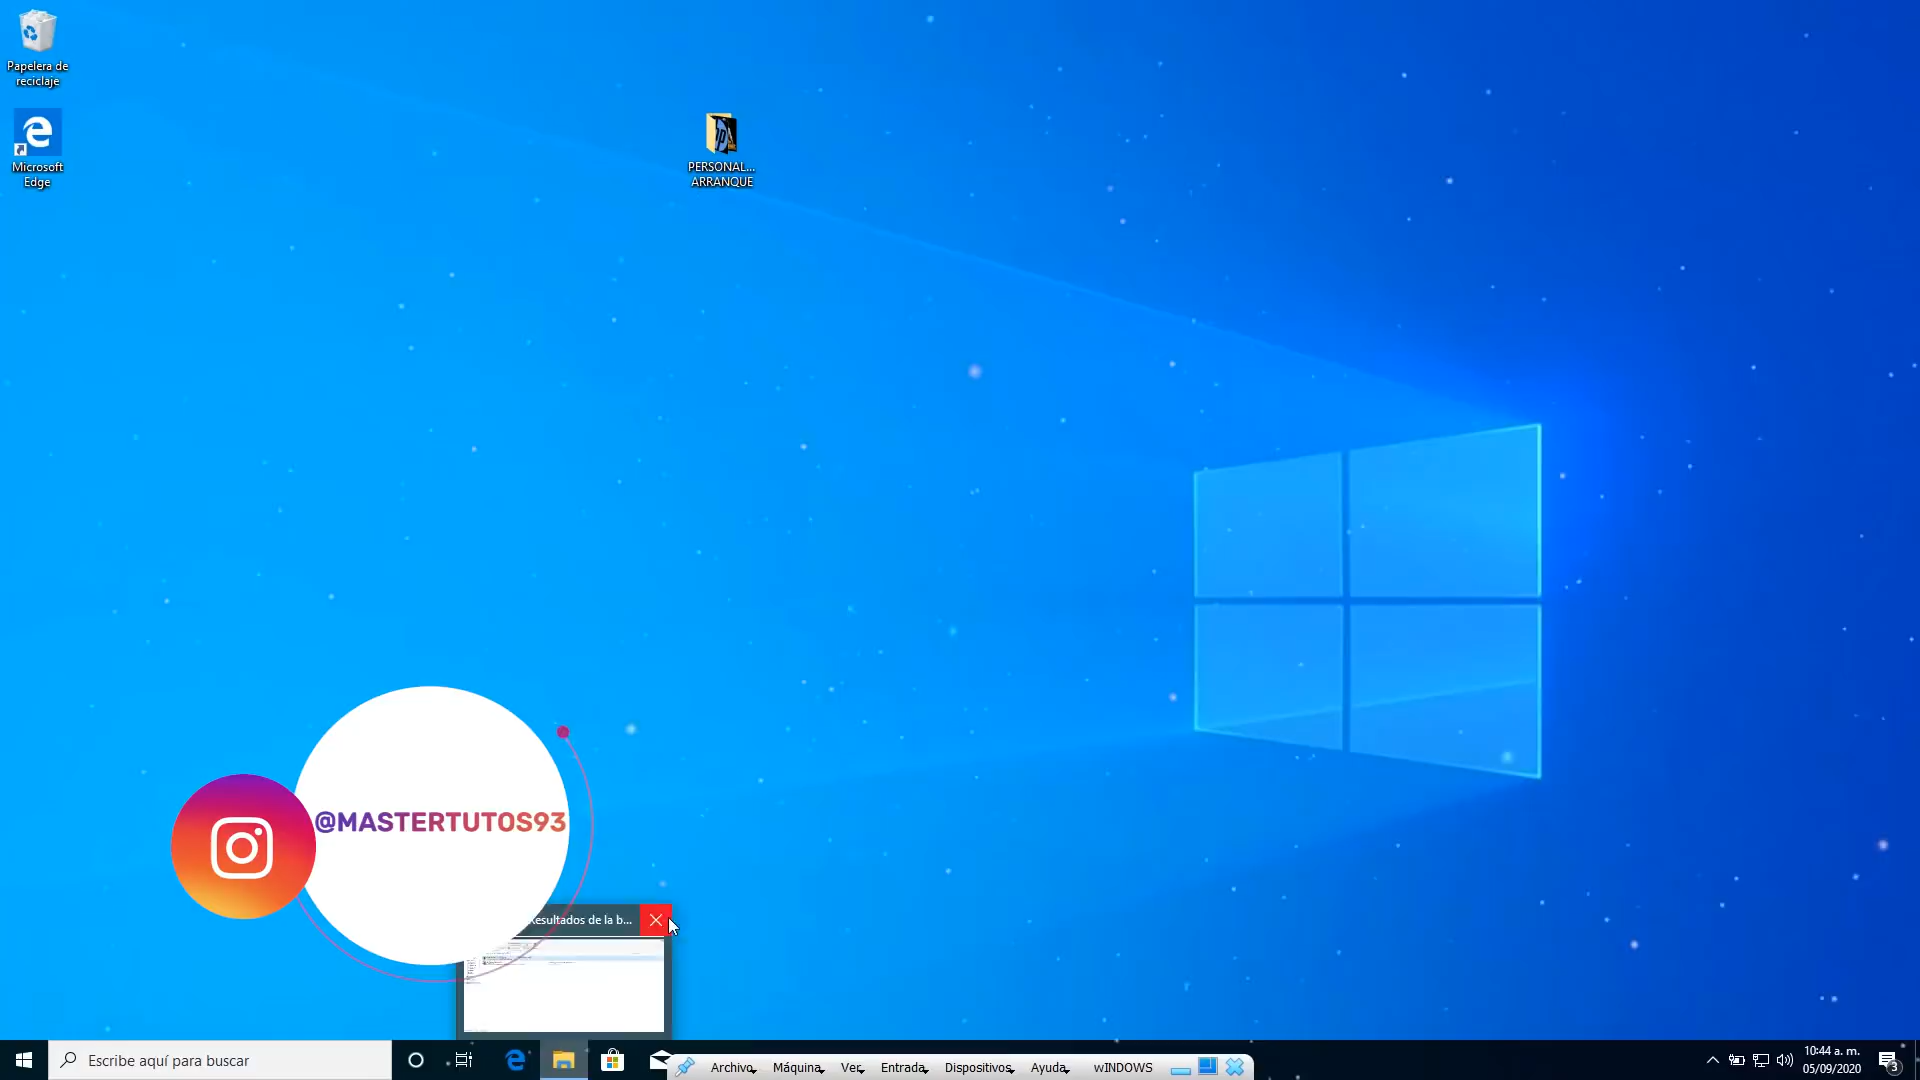 Papelera de
reciclaje
Microsoft
Edge
PERSONAL...
ARRANQUE
@MASTERTUTOS93
Resultados de la b...
Escribe aquí para buscar
Archivo
Máquina
Ver
Entrada
Dispositivos
Ayuda
wINDOWS
10:44 a. m.
05/09/2020
3